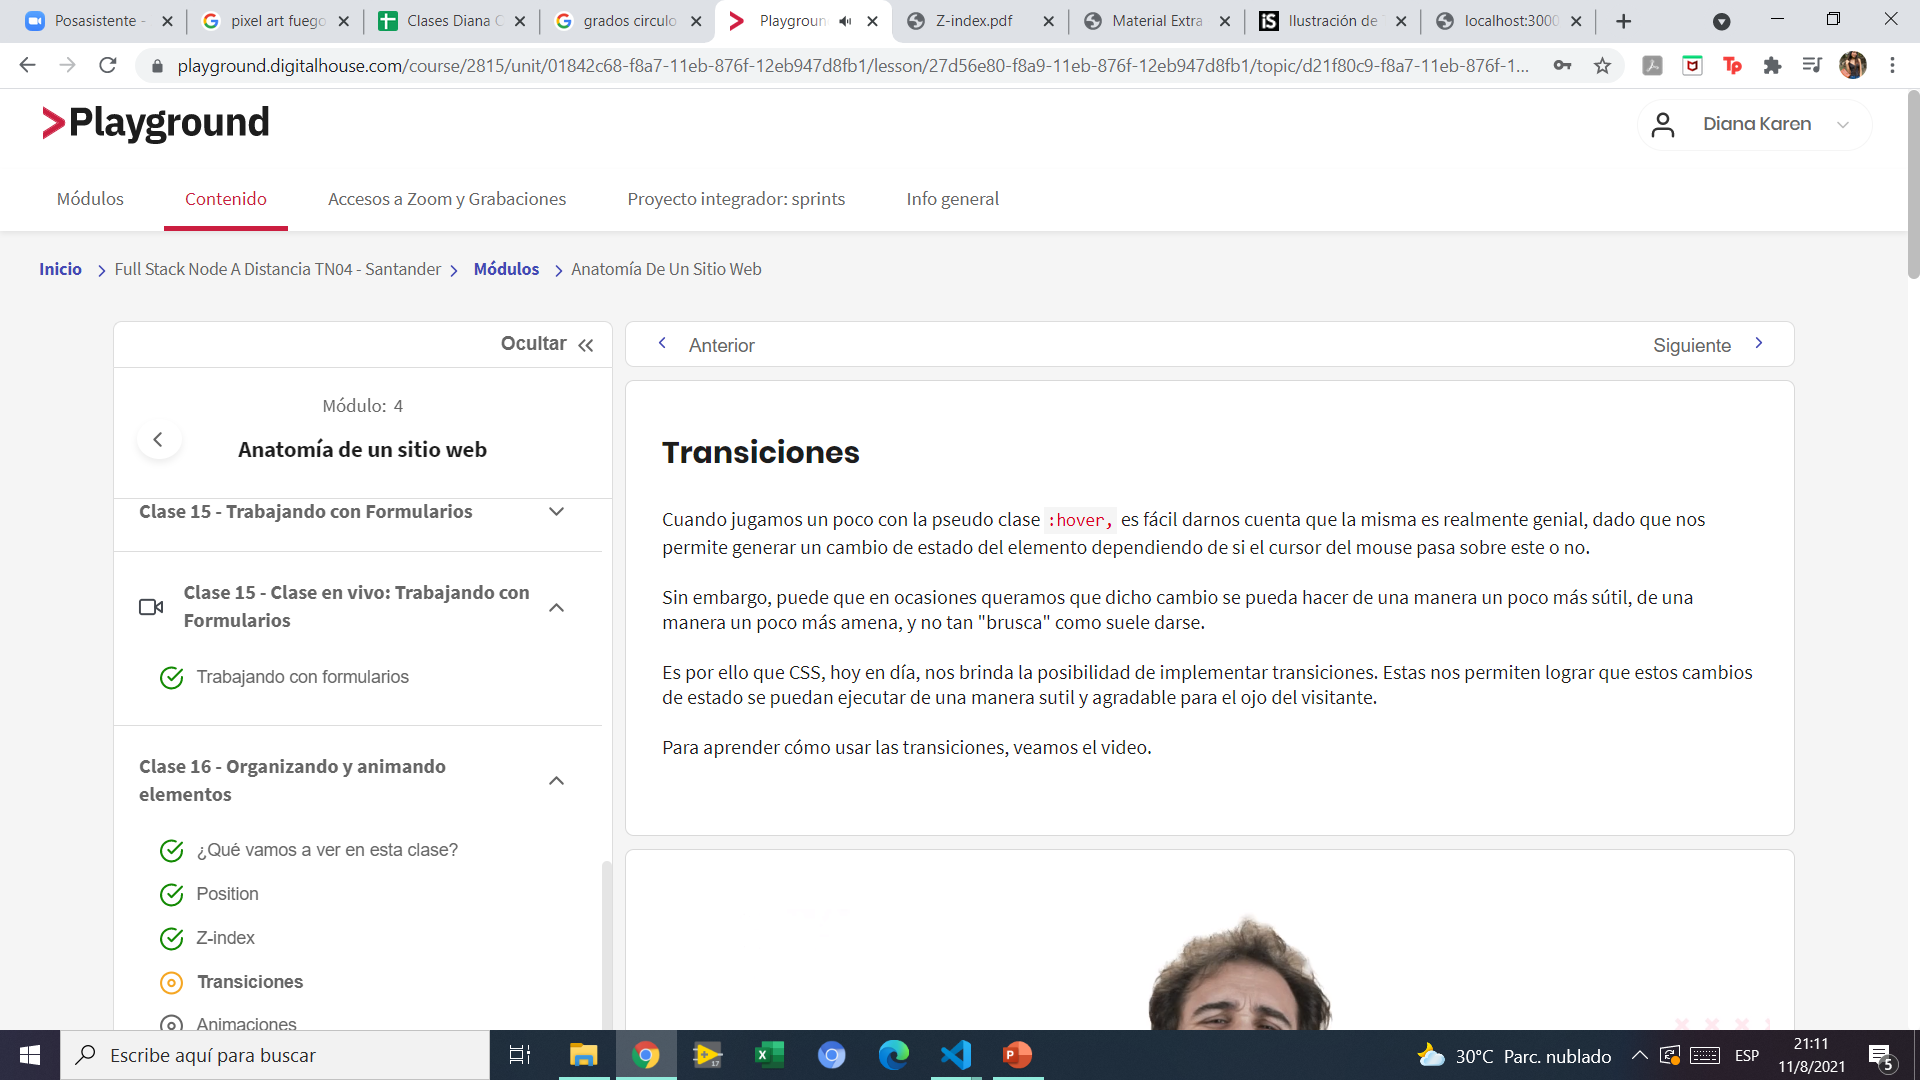 Posasistente -
pixel art fuego
Clases Diana C
grados circulo
Playground
Z-index.pdf
Material Extra
Ilustración de
localhost:3000
playground.digitalhouse.com/course/2815/unit/01842c68-f8a7-11eb-876f-12eb947d8fb1/lesson/27d56e80-f8a9-11eb-876f-12eb947d8fb1/topic/d21f80c9-f8a7-11eb-876f-1...
Playground
Diana Karen
Módulos
Contenido
Accesos a Zoom y Grabaciones
Proyecto integrador: sprints
Info general
Inicio > Full Stack Node A Distancia TN04 - Santander > Módulos > Anatomía De Un Sitio Web
Ocultar
Anterior
Siguiente
Módulo: 4
Anatomía de un sitio web
Clase 15 - Trabajando con Formularios
Clase 15 - Clase en vivo: Trabajando con
Formularios
Trabajando con formularios
Clase 16 - Organizando y animando
elementos
¿Qué vamos a ver en esta clase?
Position
Z-index
Transiciones
Animaciones
Transiciones
Cuando jugamos un poco con la pseudo clase :hover, es fácil darnos cuenta que la misma es realmente genial, dado que nos
permite generar un cambio de estado del elemento dependiendo de si el cursor del mouse pasa sobre este o no.
Sin embargo, puede que en ocasiones queramos que dicho cambio se pueda hacer de una manera un poco más sútil, de una
manera un poco más amena, y no tan "brusca" como suele darse.
Es por ello que CSS, hoy en día, nos brinda la posibilidad de implementar transiciones. Estas nos permiten lograr que estos cambios
de estado se puedan ejecutar de una manera sutil y agradable para el ojo del visitante.
Para aprender cómo usar las transiciones, veamos el video.
Escribe aquí para buscar
30°C Parc. nublado
ESP
21:11
11/8/2021
5